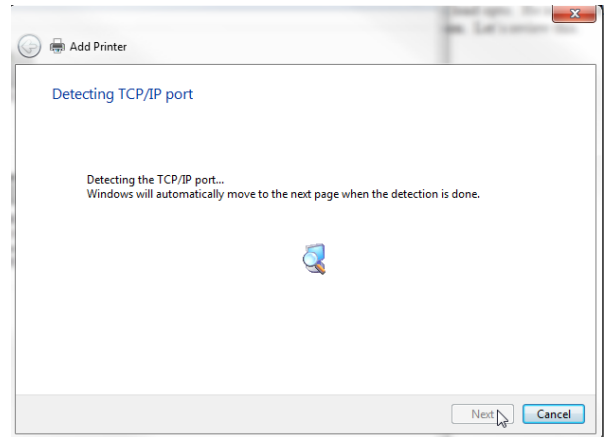 Add Printer
Detecting TCP/IP port
Detecting the TCP/IP port...
Windows will automatically move to the next page when the detection is done.
Next
Cancel